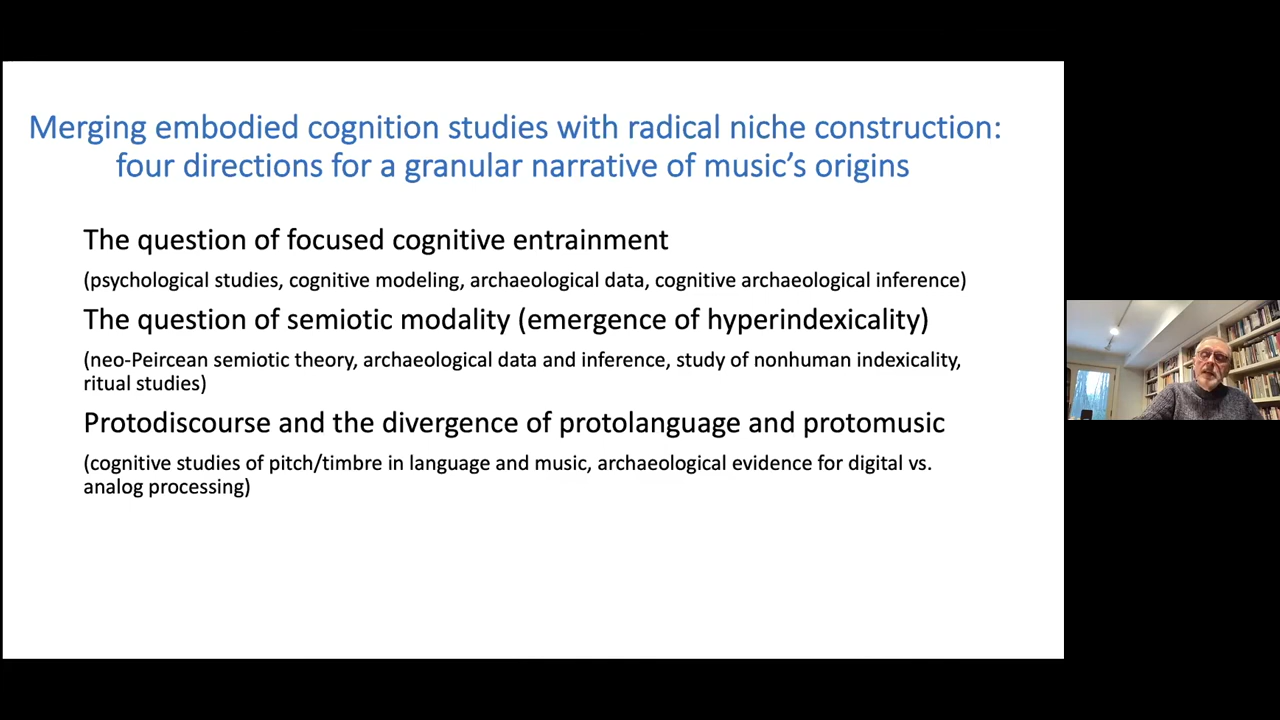 Merging embodied cognition studies with radical niche construction:
four directions for a granular narrative of music’s origins
The question of focused cognitive entrainment
(psychological studies, cognitive modeling, archaeological data, cognitive archaeological inference)
The question of semiotic modality (emergence of hyperindexicality)
(neo-Peircean semiotic theory, archaeological data and inference, study of nonhuman indexicality,
ritual studies)
Protodiscourse and the divergence of protolanguage and protomusic
(cognitive studies of pitch/timbre in language and music, archaeological evidence for digital vs.
analog processing)